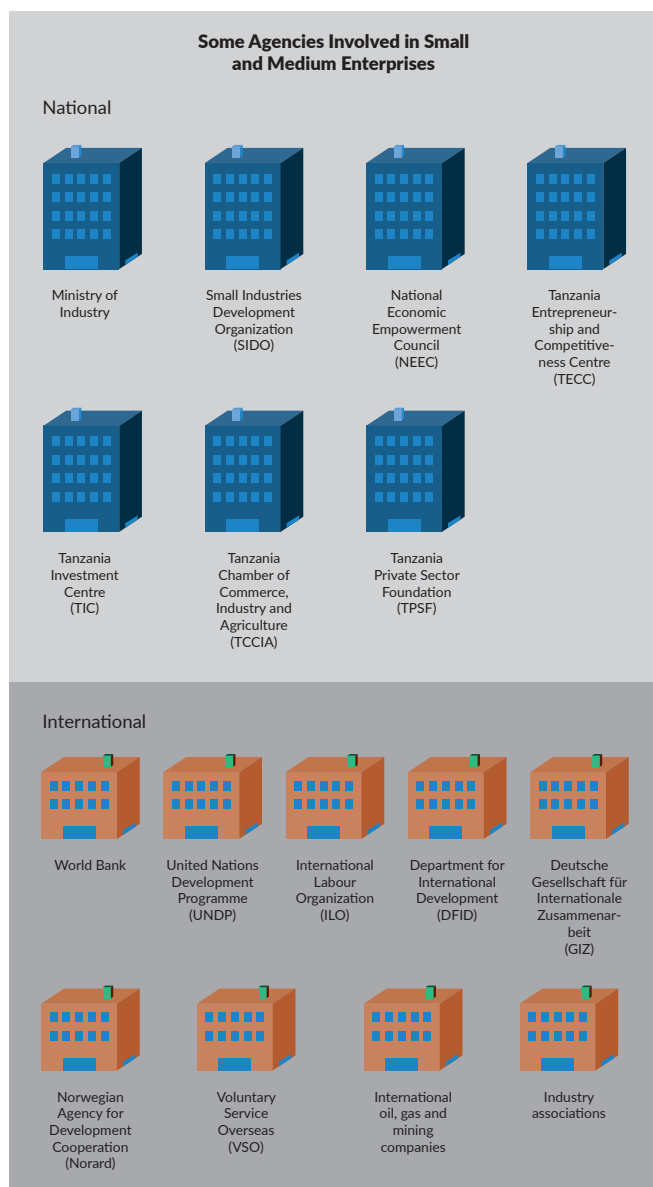 Some Agencies Involved in Small
and Medium Enterprises
National
Ministry of
Industry
Small Industries
Development
Organization
(SIDO)
National
Economic
Empowerment
Council
(NEEC)
Tanzania
Entrepreneur-
ship and
Competitive-
ness Centre
(TECC)
Tanzania
Investment
Centre
(TIC)
Tanzania
Chamber of
Commerce,
Industry and
Agriculture
(TCCIA)
Tanzania
Private Sector
Foundation
(TPSF)
International
World Bank
United Nations
Development
Programme
(UNDP)
International
Labour
Organization
(ILO)
Department for
International
Development
(DFID)
Deutsche
Gesellschaft für
Internationale
Zusammenar-
beit
(GIZ)
Norwegian
Agency for
Development
Cooperation
(Norard)
Voluntary
Service
Overseas
(VSO)
International
oil, gas and
mining
companies
Industry
associations